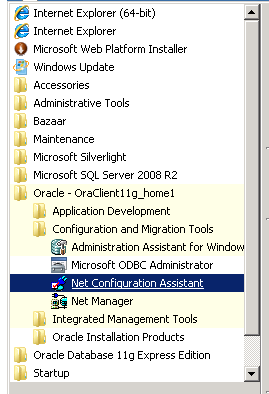 Internet Explorer (64-bit)
Internet Explorer
Microsoft Web Platform Installer
Windows Update
Accessories
Administrative Tools
Bazaar
Maintenance
Microsoft Silverlight
Microsoft SQL Server 2008 R2
Oracle - OraClient11g_home1
Application Development
Configuration and Migration Tools
Administration Assistant for Window
Microsoft ODBC Administrator
Net Configuration Assistant
Net Manager
Integrated Management Tools
Oracle Installation Products
Oracle Database 11g Express Edition
Startup